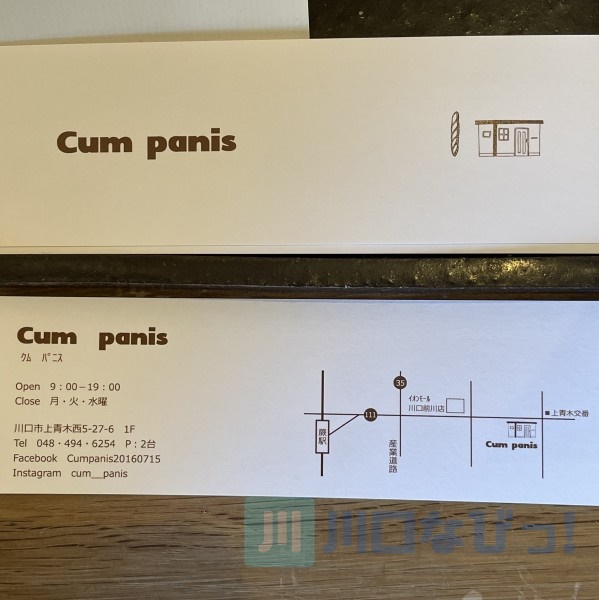 Cum panis
Cum panis
クム パニス
Open 9:00-19:00
Close 月・火・水曜
川口市上青木西5-27-6 1F
Tel 048・494・6254 P:2台
Facebook Cumpanis20160715
Instagram cum__panis
35
イオンモール
川口前川店
111
■上青木交番
蕨駅
産業道路
Cum panis
川 川口なびっ!